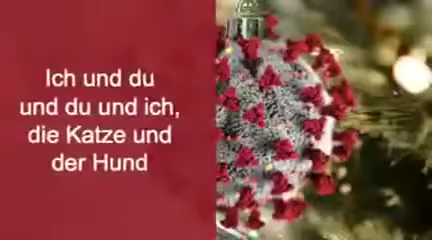 Ich und du
und du und ich,
die Katze und
der Hund